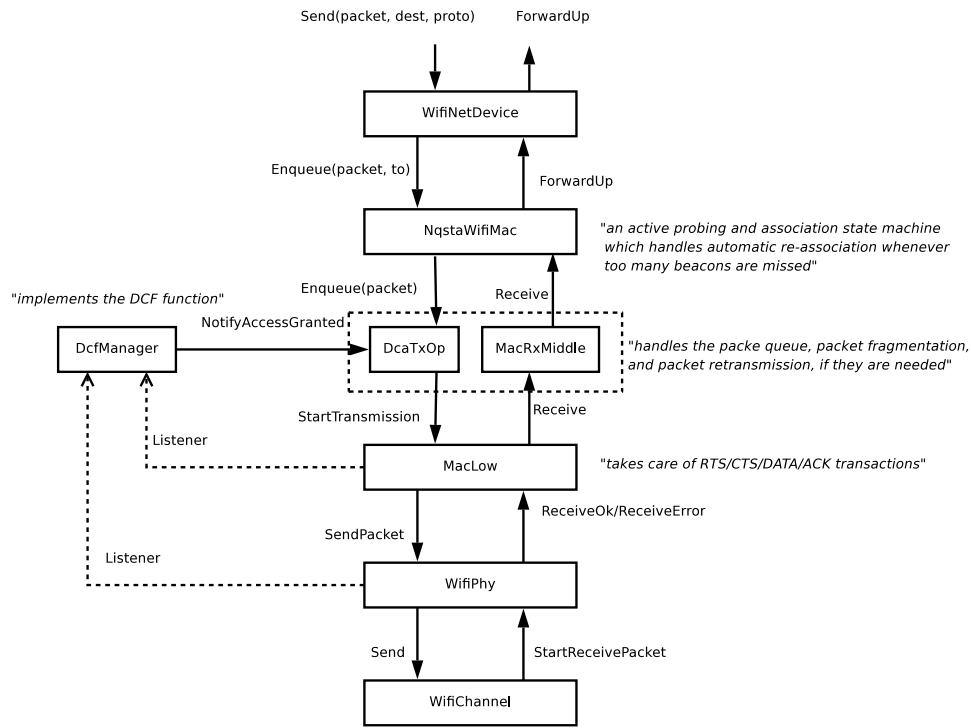 Send(packet, dest, proto)
ForwardUp
WifiNetDevice
Enqueue(packet, to)
ForwardUp
NqstaWifiMac
"an active probing and association state machine
which handles automatic re-association whenever
too many beacons are missed"
Enqueue(packet)
Receive
"implements the DCF function"
NotifyAccessGranted
DcfManager
DcaTxOp
MacRxMiddle
"handles the packe queue, packet fragmentation,
and packet retransmission, if they are needed"
StartTransmission
Receive
Listener
MacLow
"takes care of RTS/CTS/DATA/ACK transactions"
SendPacket
ReceiveOk/ReceiveError
Listener
WifiPhy
Send
StartReceivePacket
WifiChannel